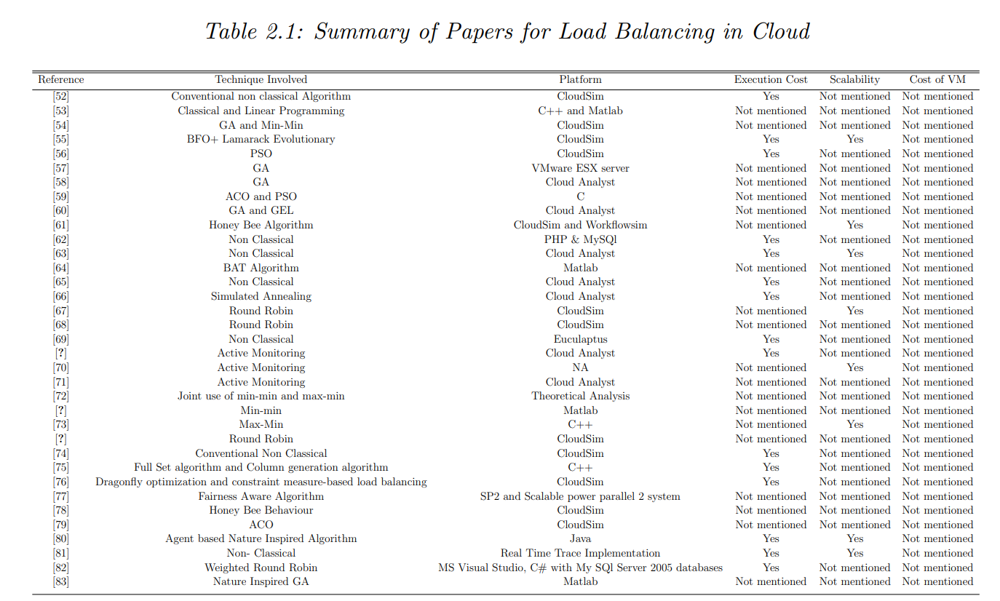 Table 2.1: Summary of Papers for Load Balancing in Cloud
Reference Technique Involved Platform Execution Cost Scalability Cost of VM
[52] Conventional non classical Algorithm CloudSim Yes Not mentioned Not mentioned
[53] Classical and Linear Programming C++ and Matlab Not mentioned Not mentioned Not mentioned
[54] GA and Min-Min CloudSim Not mentioned Not mentioned Not mentioned
[55] BFO+ Lamarack Evolutionary CloudSim Yes Yes Not mentioned
[56] PSO CloudSim Yes Not mentioned Not mentioned
[57] GA VMware ESX server Not mentioned Not mentioned Not mentioned
[58] GA Cloud Analyst Not mentioned Not mentioned Not mentioned
[59] ACO and PSO C Not mentioned Not mentioned Not mentioned
[60] GA and GEL Cloud Analyst Not mentioned Not mentioned Not mentioned
[61] Honey Bee Algorithm CloudSim and Workflowsim Not mentioned Yes Not mentioned
[62] Non Classical PHP & MySQl Yes Not mentioned Not mentioned
[63] Non Classical Cloud Analyst Yes Yes Not mentioned
[64] BAT Algorithm Matlab Not mentioned Not mentioned Not mentioned
[65] Non Classical Cloud Analyst Yes Not mentioned Not mentioned
[66] Simulated Annealing Cloud Analyst Yes Not mentioned Not mentioned
[67] Round Robin CloudSim Not mentioned Yes Not mentioned
[68] Round Robin CloudSim Not mentioned Not mentioned Not mentioned
[69] Non Classical Euculaptus Yes Not mentioned Not mentioned
[?] Active Monitoring Cloud Analyst Yes Not mentioned Not mentioned
[70] Active Monitoring NA Not mentioned Yes Not mentioned
[71] Active Monitoring Cloud Analyst Not mentioned Not mentioned Not mentioned
[72] Joint use of min-min and max-min Theoretical Analysis Not mentioned Not mentioned Not mentioned
[?] Min-min Matlab Not mentioned Not mentioned Not mentioned
[73] Max-Min C++ Not mentioned Yes Not mentioned
[?] Round Robin CloudSim Not mentioned Not mentioned Not mentioned
[74] Conventional Non Classical CloudSim Yes Not mentioned Not mentioned
[75] Full Set algorithm and Column generation algorithm C++ Yes Not mentioned Not mentioned
[76] Dragonfly optimization and constraint measure-based load balancing CloudSim Yes Not mentioned Not mentioned
[77] Fairness Aware Algorithm SP2 and Scalable power parallel 2 system Not mentioned Not mentioned Not mentioned
[78] Honey Bee Behaviour CloudSim Not mentioned Not mentioned Not mentioned
[79] ACO CloudSim Not mentioned Not mentioned Not mentioned
[80] Agent based Nature Inspired Algorithm Java Yes Yes Not mentioned
[81] Non- Classical Real Time Trace Implementation Yes Yes Not mentioned
[82] Weighted Round Robin MS Visual Studio, C# with My SQl Server 2005 databases Yes Not mentioned Not mentioned
[83] Nature Inspired GA Matlab Not mentioned Not mentioned Not mentioned